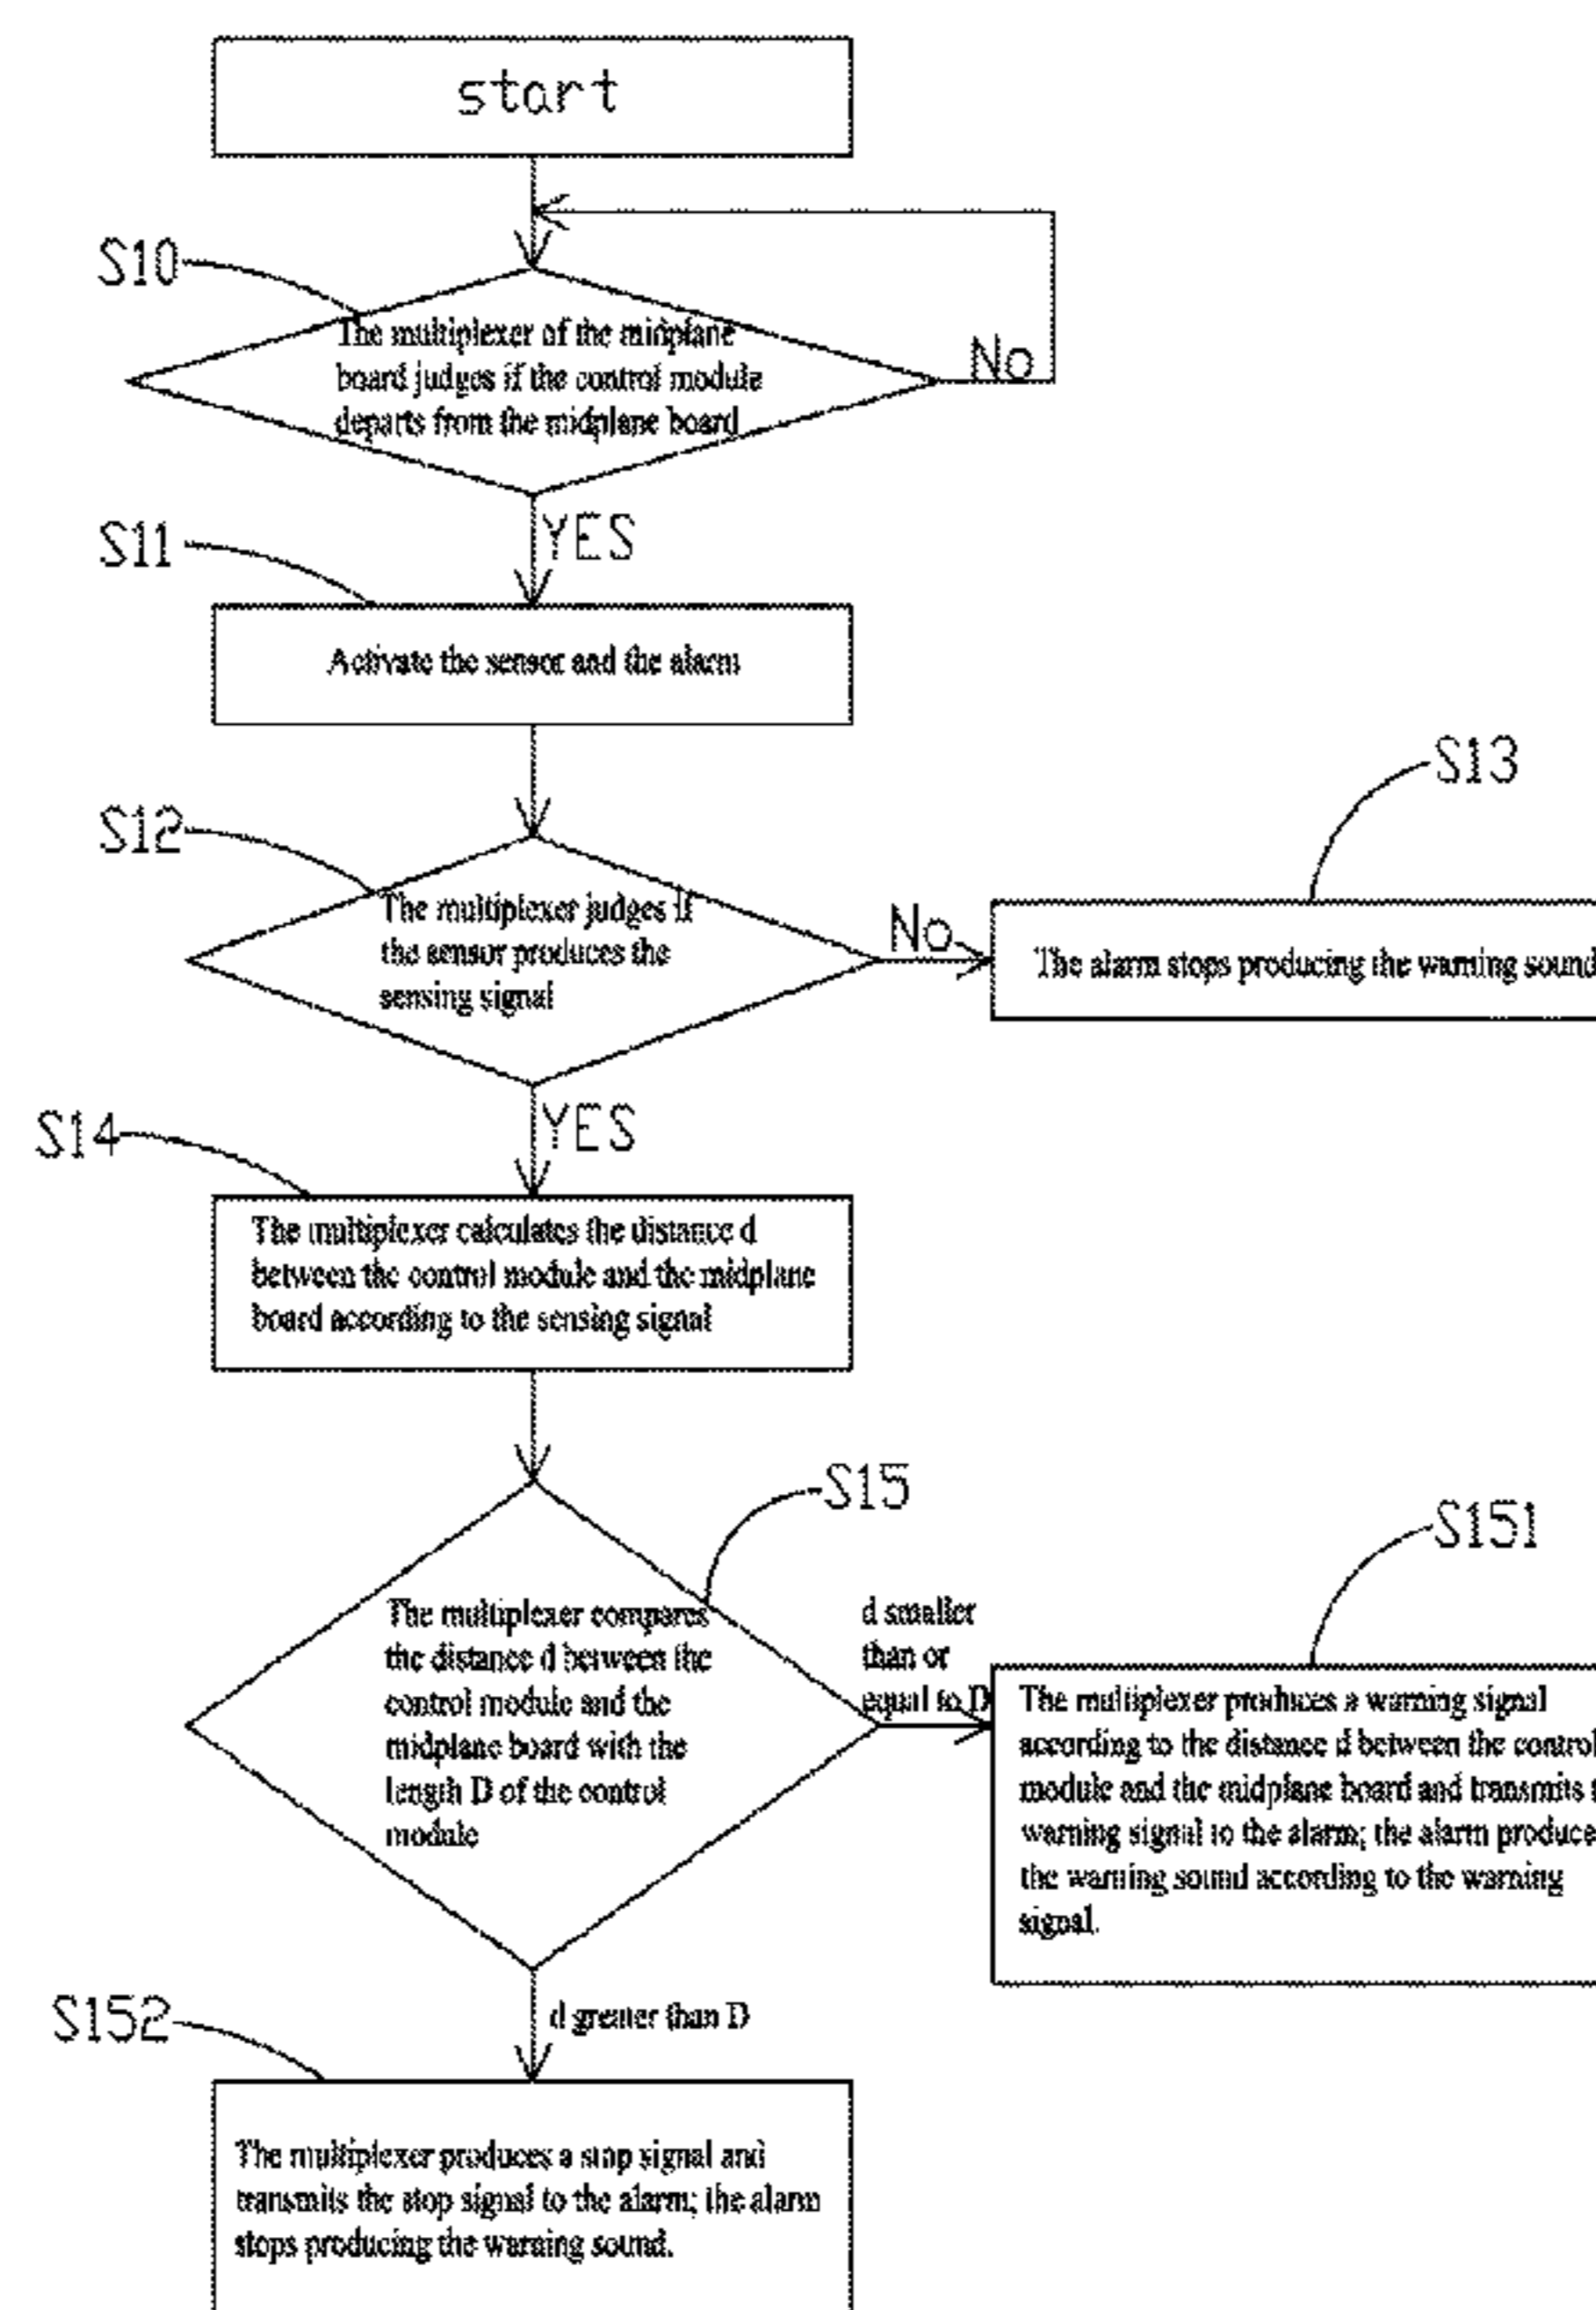 start
S10
The multiplexer of the midplane
board judges if the control module
departs from the midplane board
No
YES
S11
Activate the sensor and the alarm
S12
The multiplexer judges if
the sensor produces the
sensing signal
No
S13
The alarm stops producing the warning sound
YES
S14
The multiplexer calculates the distance d
between the control module and the midplane
board according to the sensing signal
S15
The multiplexer compares
the distance d between the
control module and the
midplane board with the
length D of the control
module
d smaller
than or
equal to D
S151
The multiplexer produces a warning signal
according to the distance d between the control
module and the midplane board and transmits
warning signal to the alarm; the alarm produce
the warning sound according to the warning
signal.
d greater than D
S152
The multiplexer produces a stop signal and
transmits the stop signal to the alarm; the alarm
stops producing the warning sound.